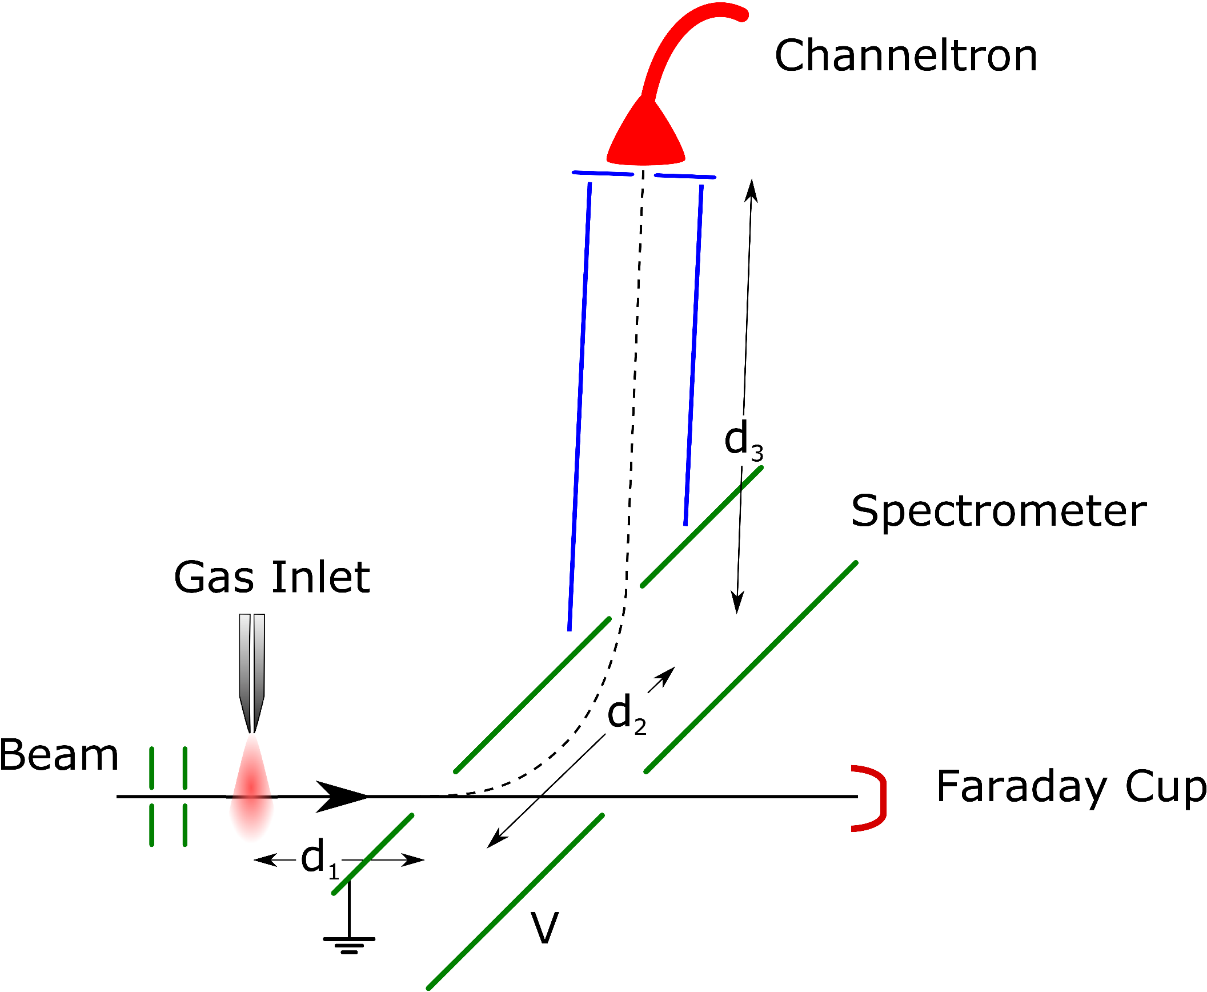 Channeltron
d3
Spectrometer
Gas Inlet
d2
Beam
Faraday Cup
d1
V